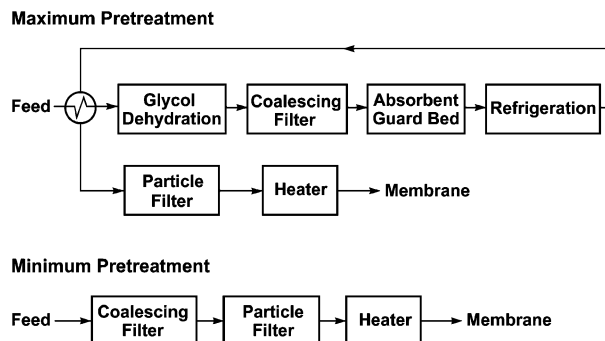 Maximum Pretreatment
Feed
Glycol
Dehydration
Coalescing
Filter
Absorbent
Guard Bed
Refrigeration
Particle
Filter
Heater
Membrane
Minimum Pretreatment
Feed
Coalescing
Filter
Particle
Filter
Heater
Membrane